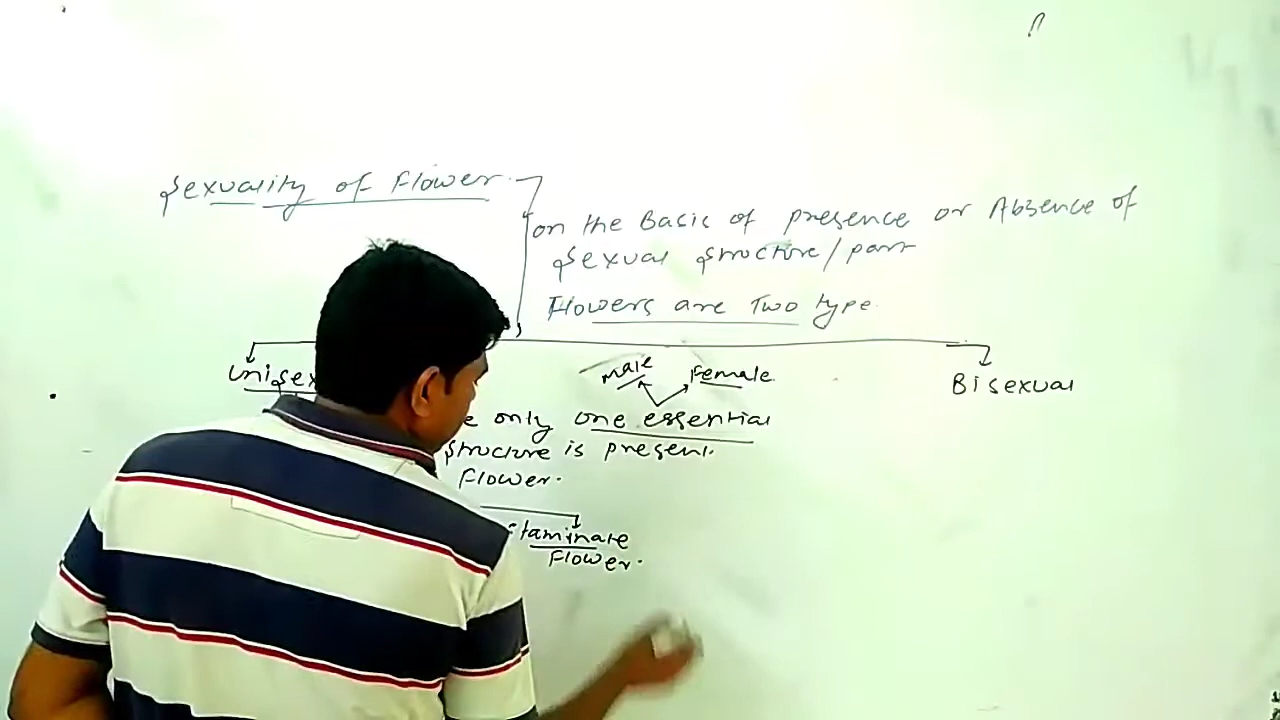 Sexuality of Flower
on the Basic of presence or Absence of
Sexual Structure/part
Flowers are Two type.
Male Female
Bisexual
only one essential
Structure is present.
Flower.
Staminate
Flower.